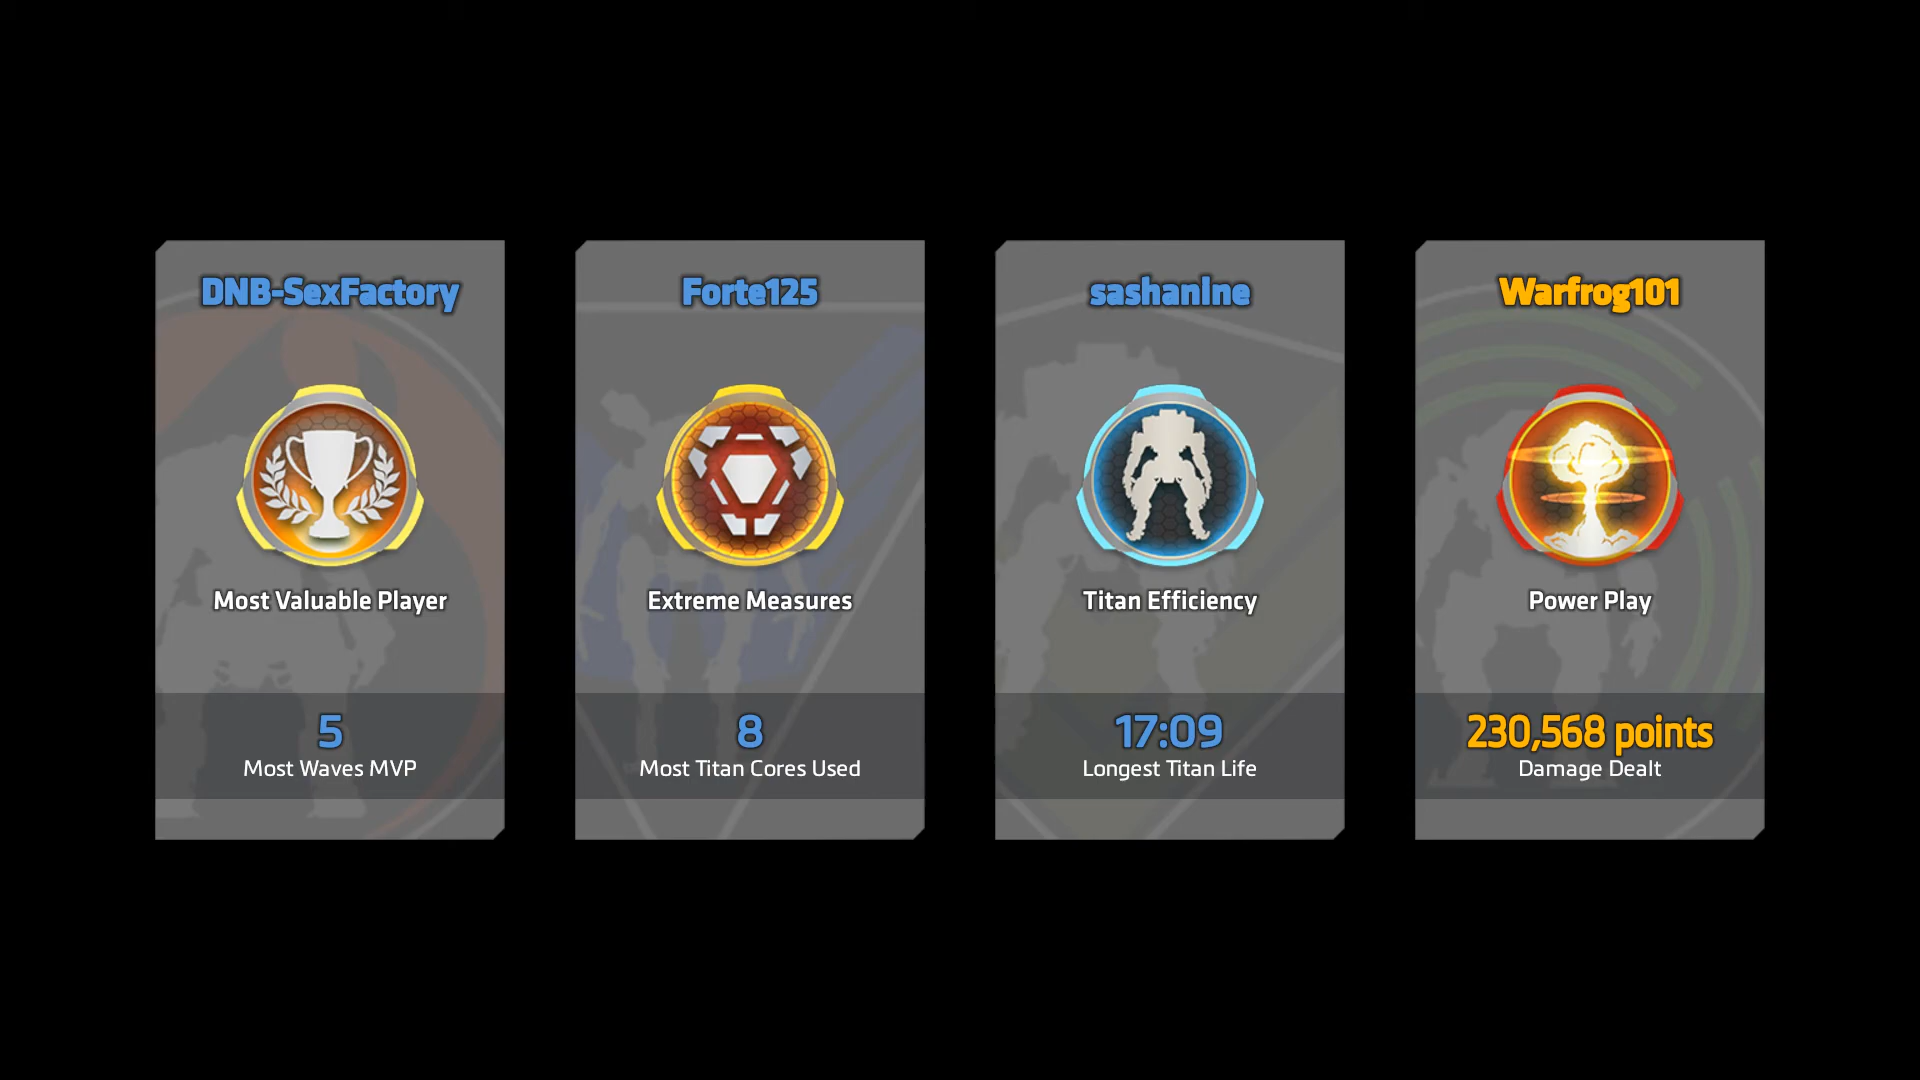 DNB-SexFactory
Most Valuable Player
5
Most Waves MVP
Forte125
Extreme Measures
8
Most Titan Cores Used
sashanlne
Titan Efficiency
17:09
Longest Titan Life
Warfrog101
Power Play
230,568 points
Damage Dealt